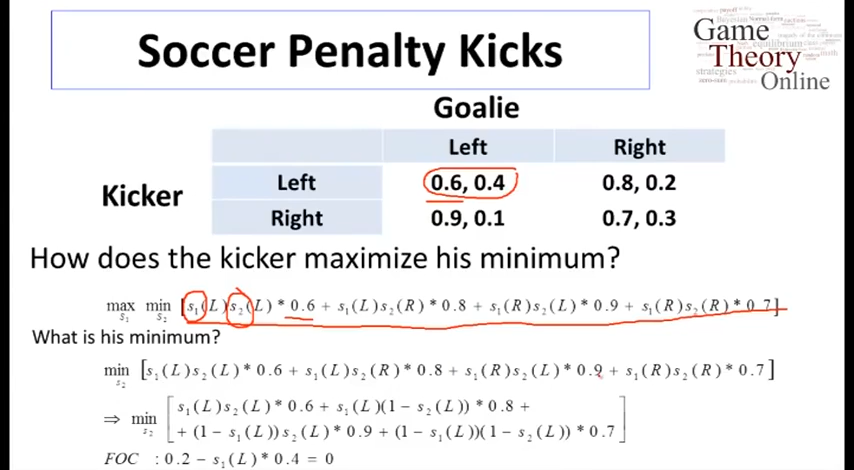 Soccer Penalty Kicks
Game
Theory
Online
Goalie
Left Right
Kicker
Left 0.6, 0.4 0.8, 0.2
Right 0.9, 0.1 0.7, 0.3
How does the kicker maximize his minimum?
max_{s₁} min_{s₂} [s₁(L)s₂(L) * 0.6 + s₁(L)s₂(R) * 0.8 + s₁(R)s₂(L) * 0.9 + s₁(R)s₂(R) * 0.7]
What is his minimum?
min_{s₂} [s₁(L)s₂(L) * 0.6 + s₁(L)s₂(R) * 0.8 + s₁(R)s₂(L) * 0.9 + s₁(R)s₂(R) * 0.7]
⇒ min_{s₂} [s₁(L)s₂(L) * 0.6 + s₁(L)(1 − s₂(L)) * 0.8 +
+ (1 − s₁(L))s₂(L) * 0.9 + (1 − s₁(L))(1 − s₂(L)) * 0.7]
FOC : 0.2 − s₁(L) * 0.4 = 0